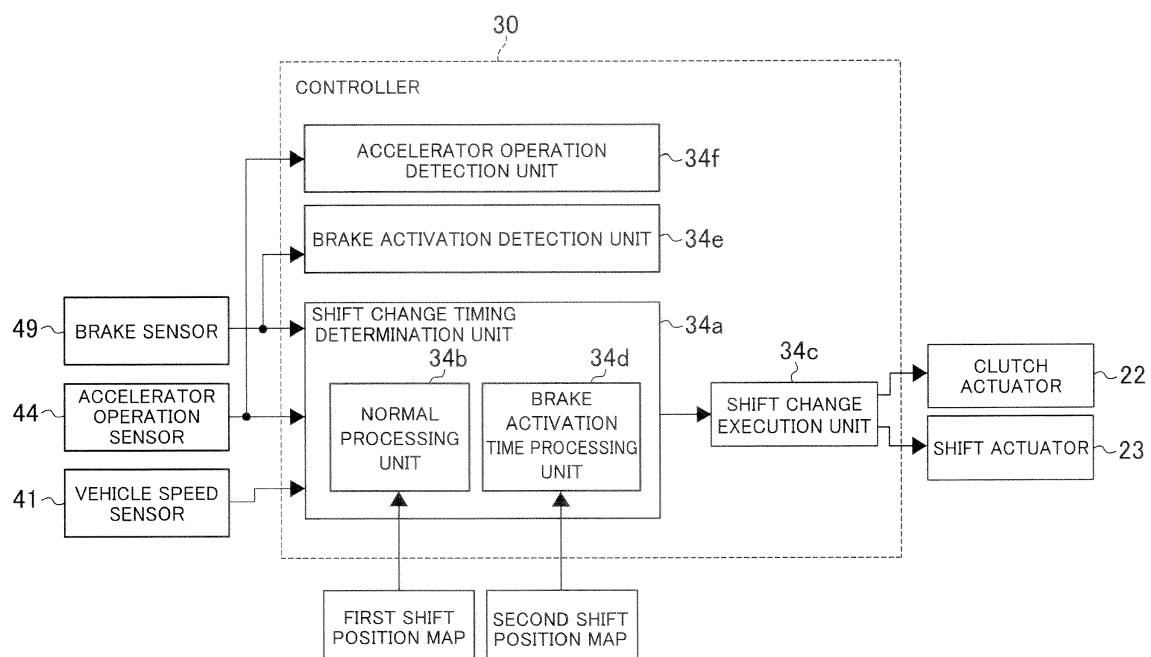 30
CONTROLLER
ACCELERATOR OPERATION
DETECTION UNIT
34f
BRAKE ACTIVATION DETECTION UNIT
34e
49
BRAKE SENSOR
SHIFT CHANGE TIMING
DETERMINATION UNIT
34a
44
ACCELERATOR
OPERATION
SENSOR
34b
NORMAL
PROCESSING
UNIT
34d
BRAKE
ACTIVATION
TIME PROCESSING
UNIT
34c
SHIFT CHANGE
EXECUTION UNIT
CLUTCH
ACTUATOR
22
SHIFT ACTUATOR
23
41
VEHICLE SPEED
SENSOR
FIRST SHIFT
POSITION MAP
SECOND SHIFT
POSITION MAP